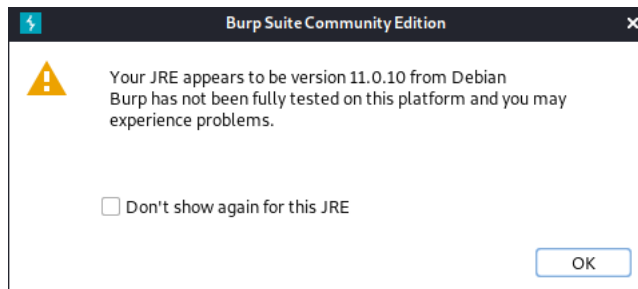 Burp Suite Community Edition
Your JRE appears to be version 11.0.10 from Debian
Burp has not been fully tested on this platform and you may
experience problems.
Don't show again for this JRE
OK